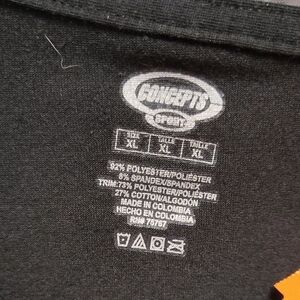 CONCEPTS
SPORT
SIZE TALLE TAILLE
XL XL XL
92% POLYESTER/POLIÉSTER
8% SPANDEX/SPANDEX
TRIM:73% POLYESTER/POLIÉSTER
27% COTTON/ALGODÓN
MADE IN COLOMBIA
HECHO EN COLOMBIA
RN# 75767